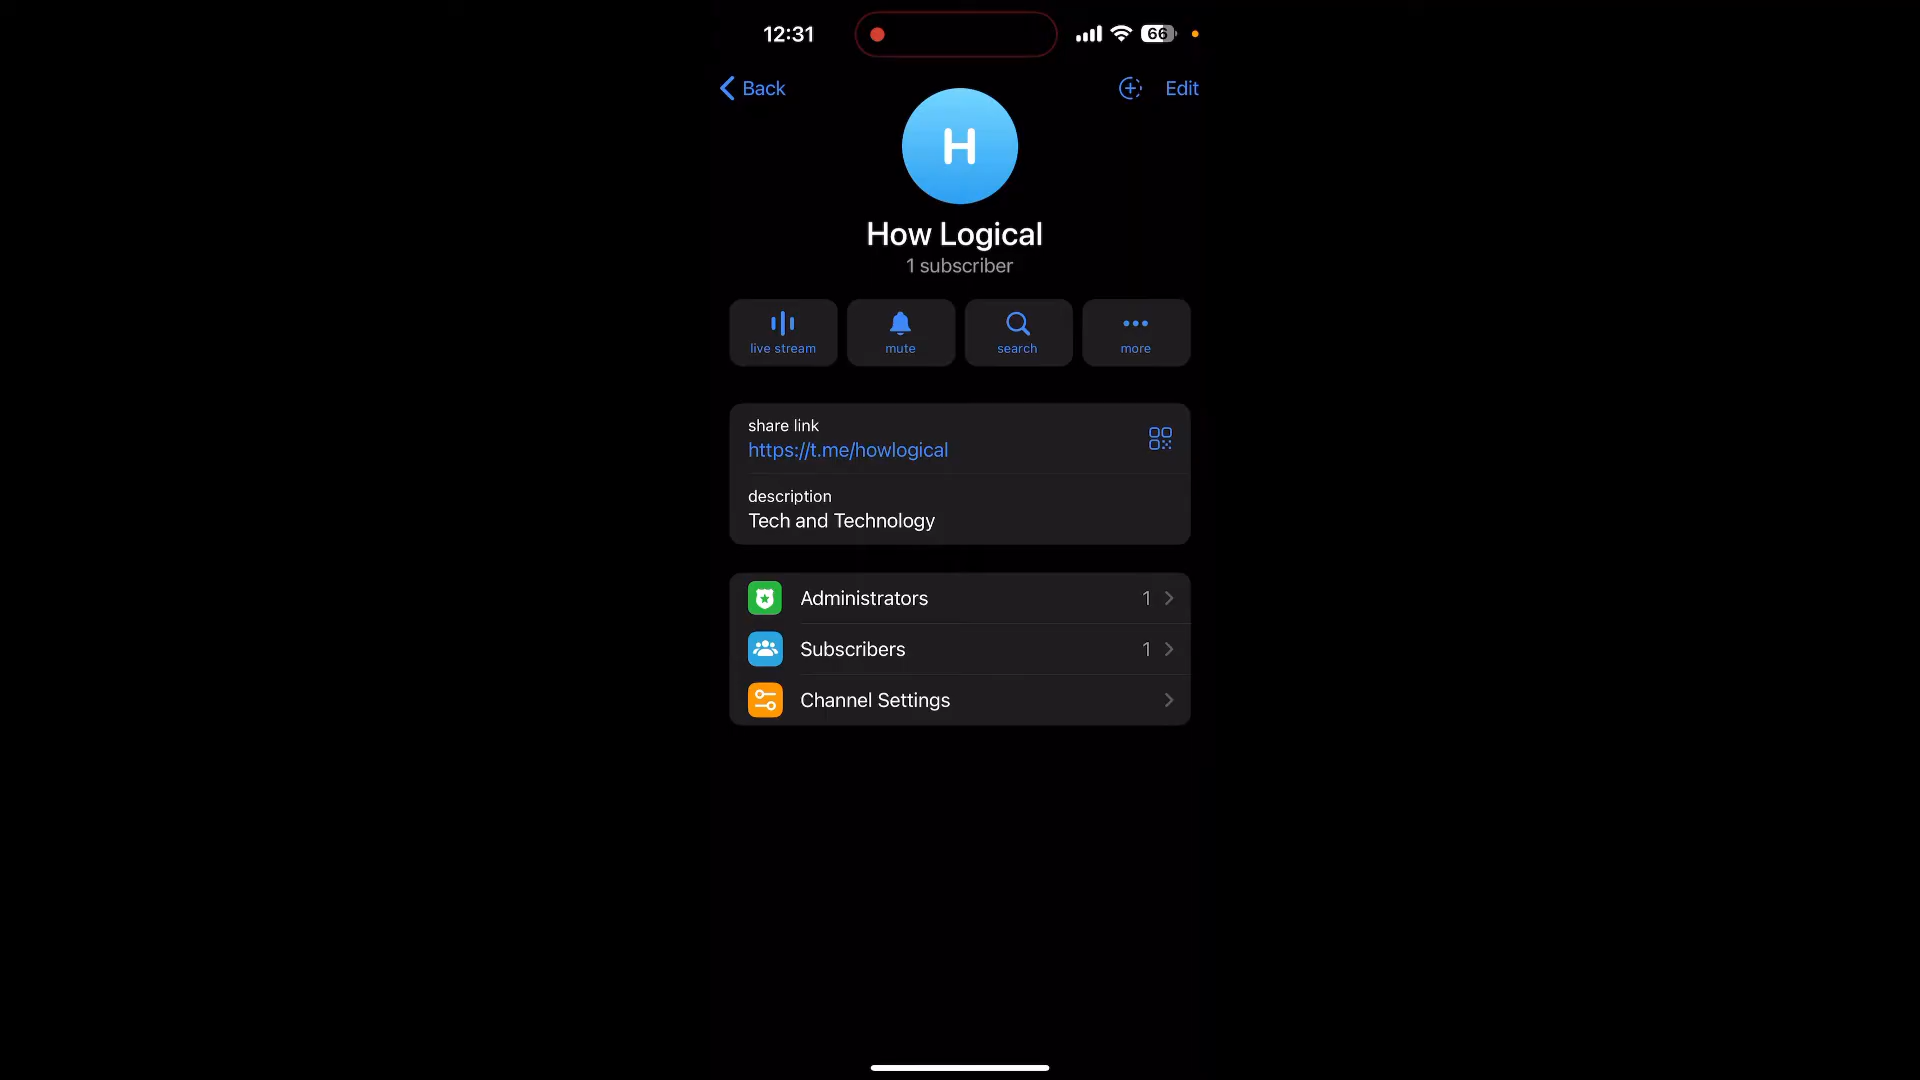 12:31
66
Back
Edit
H
How Logical
1 subscriber
live stream
mute
search
more
share link
https://t.me/howlogical
description
Tech and Technology
Administrators 1
Subscribers 1
Channel Settings